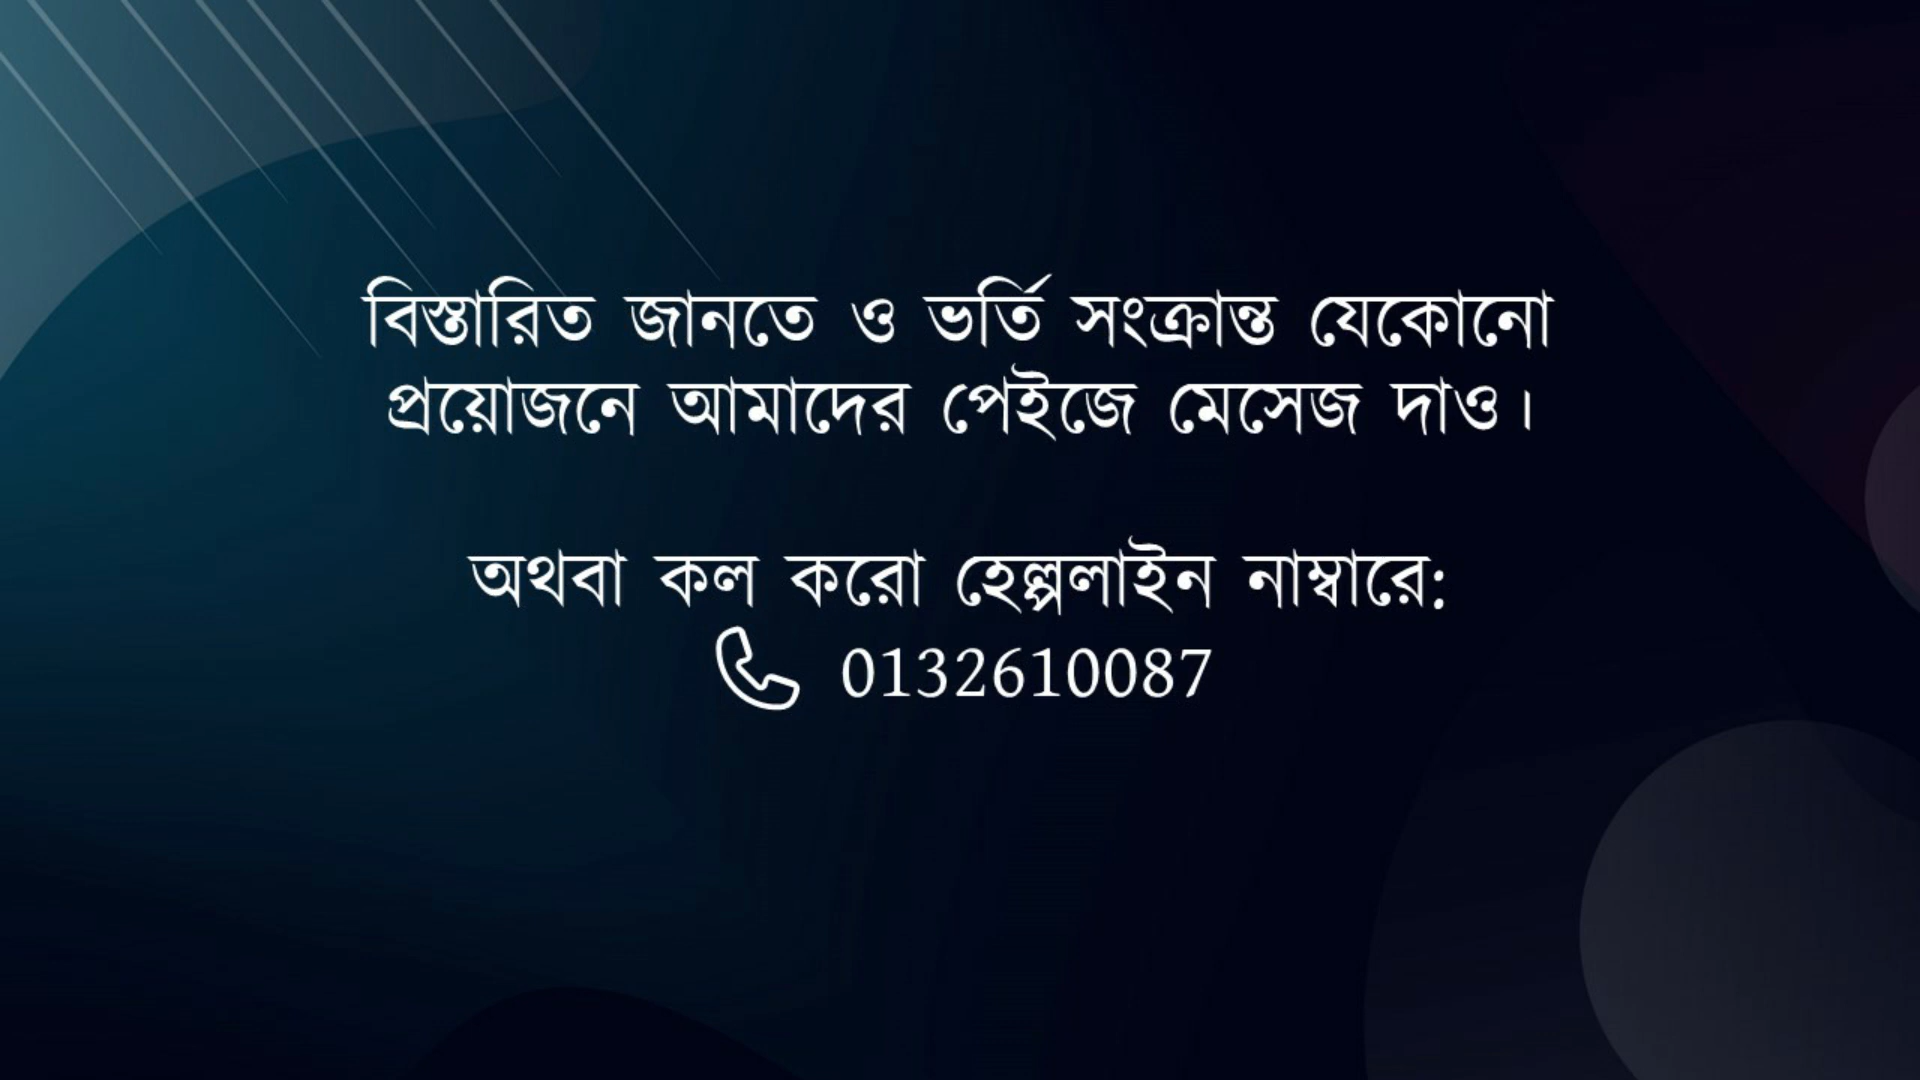 বিস্তারিত জানতে ও ভর্তি সংক্রান্ত যেকোনো
প্রয়োজনে আমাদের পেইজে মেসেজ দাও।
অথবা কল করো হেল্পলাইন নাম্বারে:
0132610087